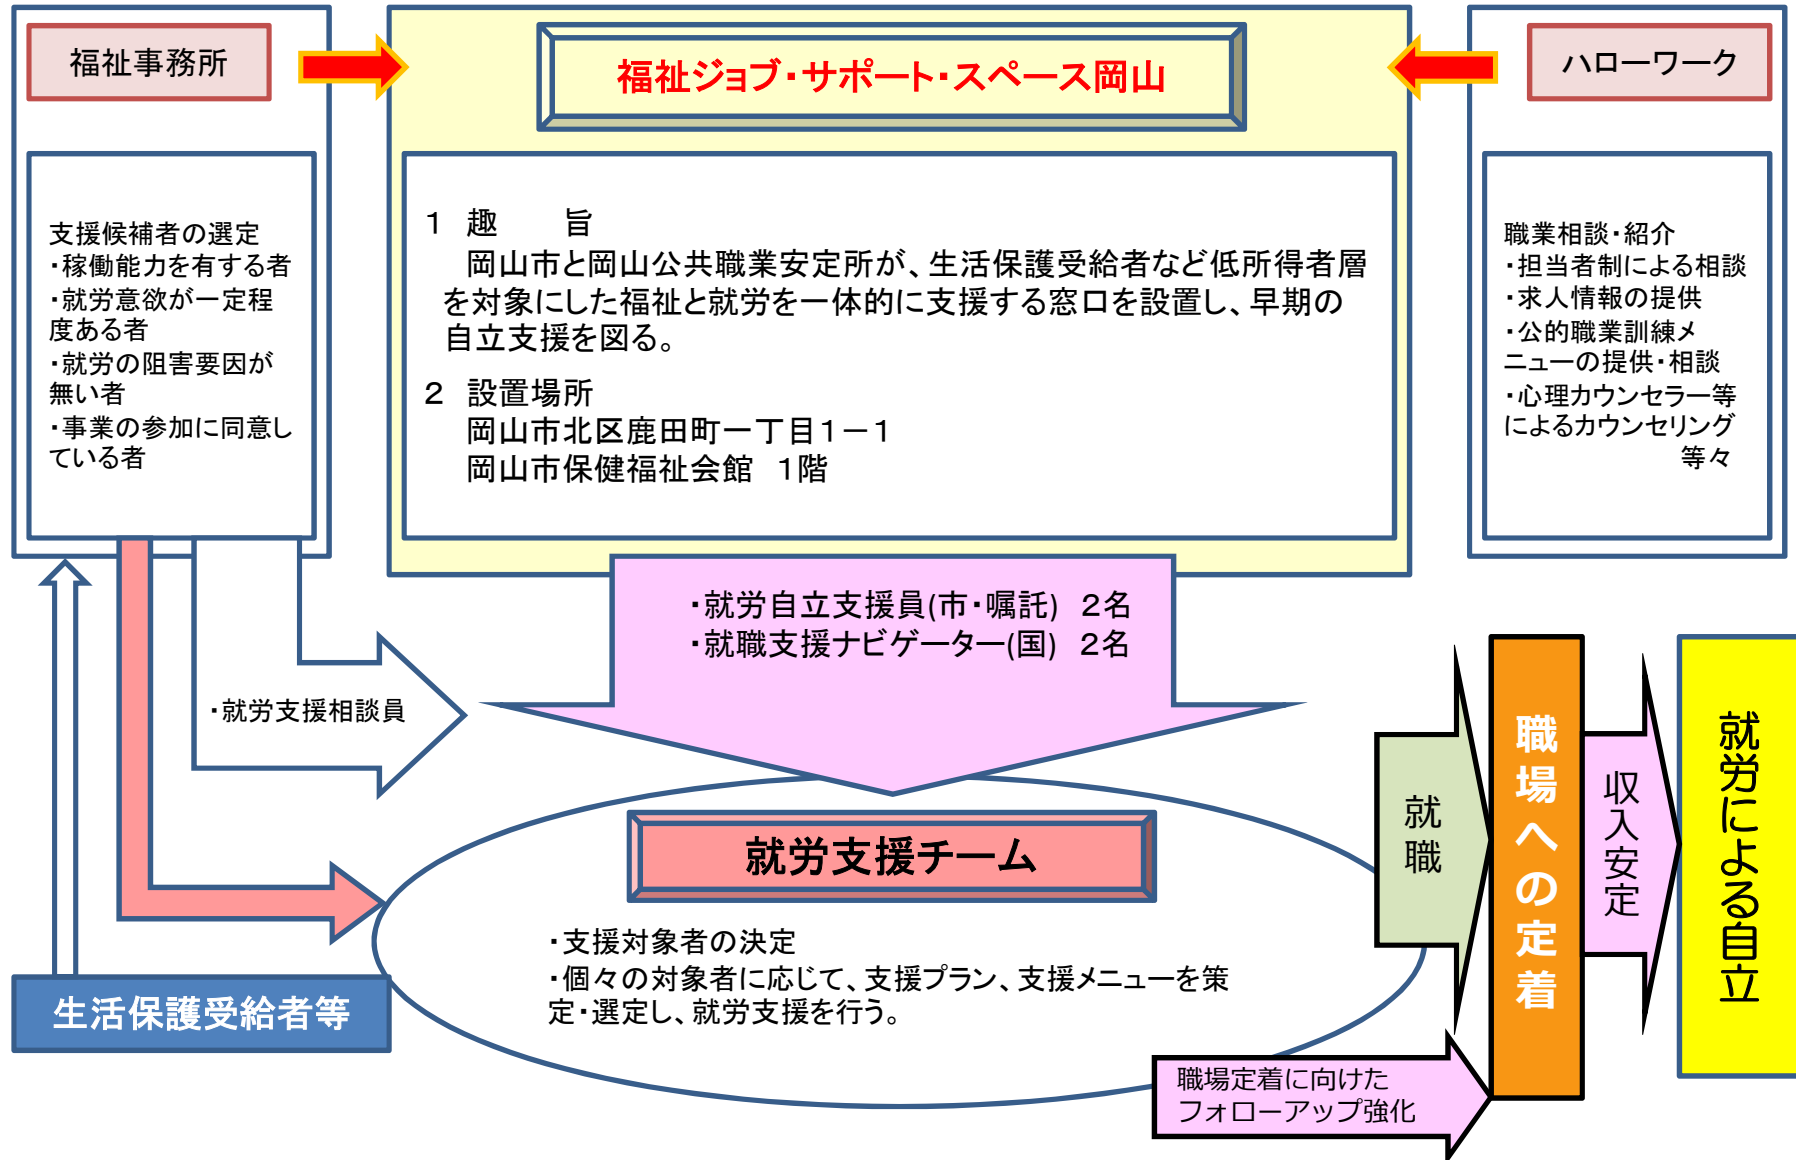 福祉事務所
支援候補者の選定
・稼働能力を有する者
・就労意欲が一定程
度ある者
・就労の阻害要因が
無い者
・事業の参加に同意し
ている者
福祉ジョブ・サポート・スペース岡山
１　趣　　旨
岡山市と岡山公共職業安定所が、生活保護受給者など低所得者層
を対象にした福祉と就労を一体的に支援する窓口を設置し、早期の
自立支援を図る。
２　設置場所
岡山市北区鹿田町一丁目１－１
岡山市保健福祉会館　１階
ハローワーク
職業相談・紹介
・担当者制による相談
・求人情報の提供
・公的職業訓練メ
ニューの提供・相談
・心理カウンセラー等
によるカウンセリング
等々
・就労自立支援員(市・嘱託)　２名
・就職支援ナビゲーター(国)　２名
・就労支援相談員
就労支援チーム
・支援対象者の決定
・個々の対象者に応じて、支援プラン、支援メニューを策
定・選定し、就労支援を行う。
生活保護受給者等
就職
職場への定着
収入安定
就労による自立
職場定着に向けた
フォローアップ強化